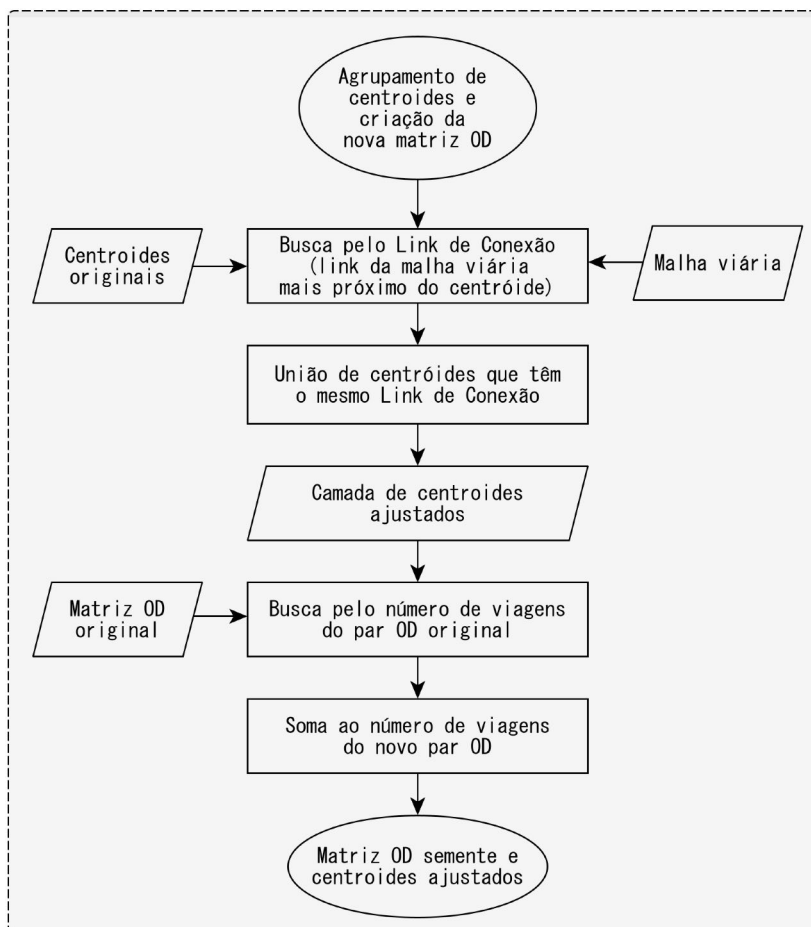 Agrupamento de
centroides e
criação da
nova matriz OD
Centroides
originais
Busca pelo Link de Conexão
(link da malha viária
mais próximo do centróide)
Malha viária
União de centróides que têm
o mesmo Link de Conexão
Camada de centroides
ajustados
Matriz OD
original
Busca pelo número de viagens
do par OD original
Soma ao número de viagens
do novo par OD
Matriz OD semente e
centroides ajustados